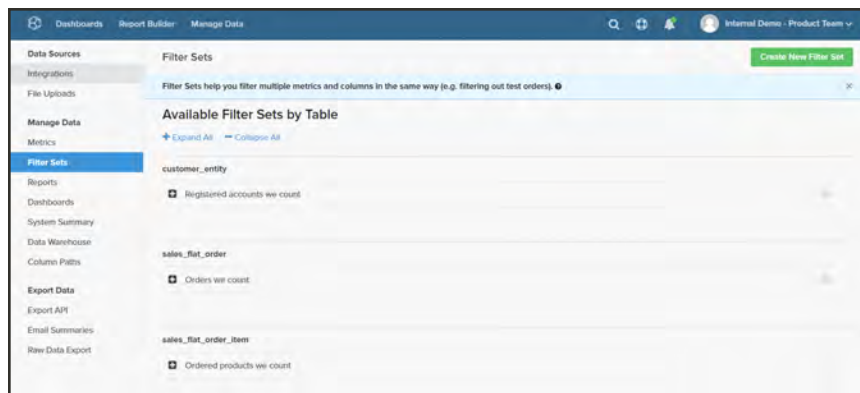 Dashboards Report Builder Manage Data Internal Demo - Product Team
Data Sources
Integrations
File Uploads
Manage Data
Metrics
Filter Sets
Reports
Dashboards
System Summary
Data Warehouse
Column Paths
Export Data
Export API
Email Summaries
Raw Data Export
Filter Sets
Create New Filter Set
Filter Sets help you filter multiple metrics and columns in the same way (e.g. filtering out test orders).
Available Filter Sets by Table
Expand All Collapse All
customer_entity
Registered accounts we count
sales_flat_order
Orders we count
sales_flat_order_item
Ordered products we count